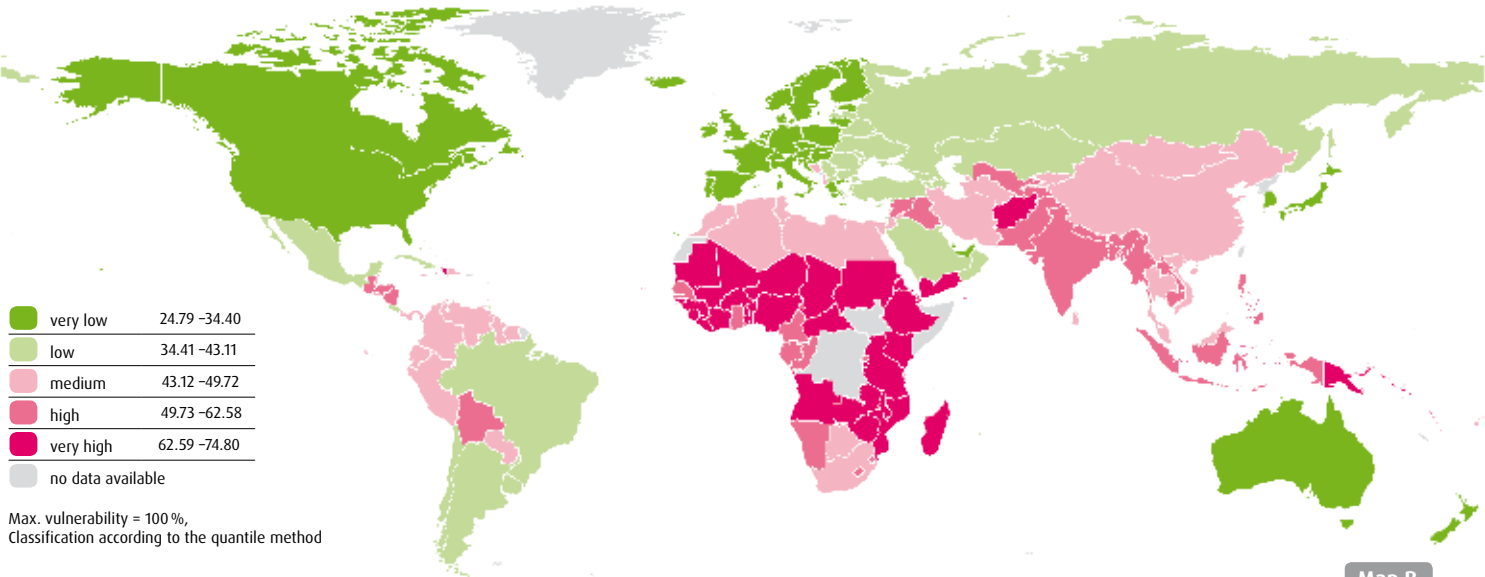 very low 24.79 –34.40
low 34.41 –43.11
medium 43.12 –49.72
high 49.73 –62.58
very high 62.59 –74.80
no data available
Max. vulnerability = 100 %,
Classification according to the quantile method
Map B